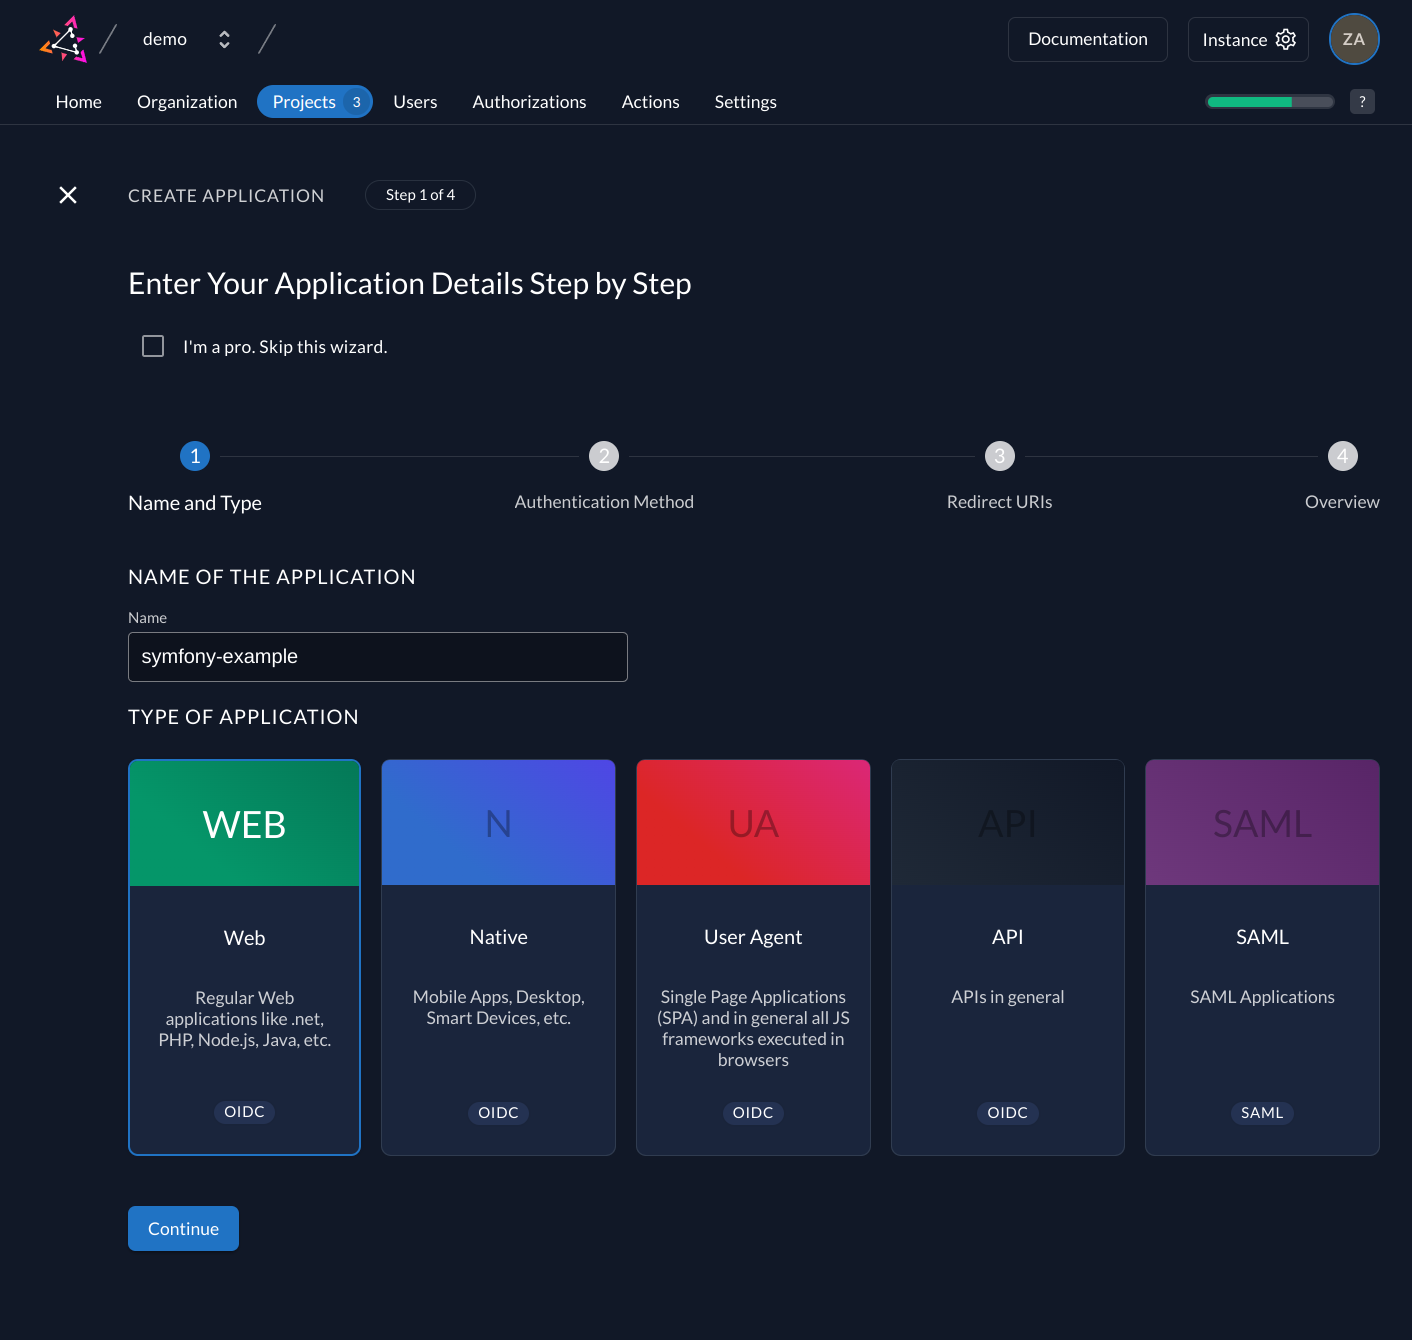 demo
Documentation
Instance
ZA
Home
Organization
Projects 3
Users
Authorizations
Actions
Settings
?
CREATE APPLICATION
Step 1 of 4
Enter Your Application Details Step by Step
I'm a pro. Skip this wizard.
1
2
3
4
Name and Type
Authentication Method
Redirect URIs
Overview
NAME OF THE APPLICATION
Name
symfony-example
TYPE OF APPLICATION
WEB
Web
Regular Web
applications like .net,
PHP, Node.js, Java, etc.
OIDC
N
Native
Mobile Apps, Desktop,
Smart Devices, etc.
OIDC
UA
User Agent
Single Page Applications
(SPA) and in general all JS
frameworks executed in
browsers
OIDC
API
API
APIs in general
OIDC
SAML
SAML
SAML Applications
SAML
Continue